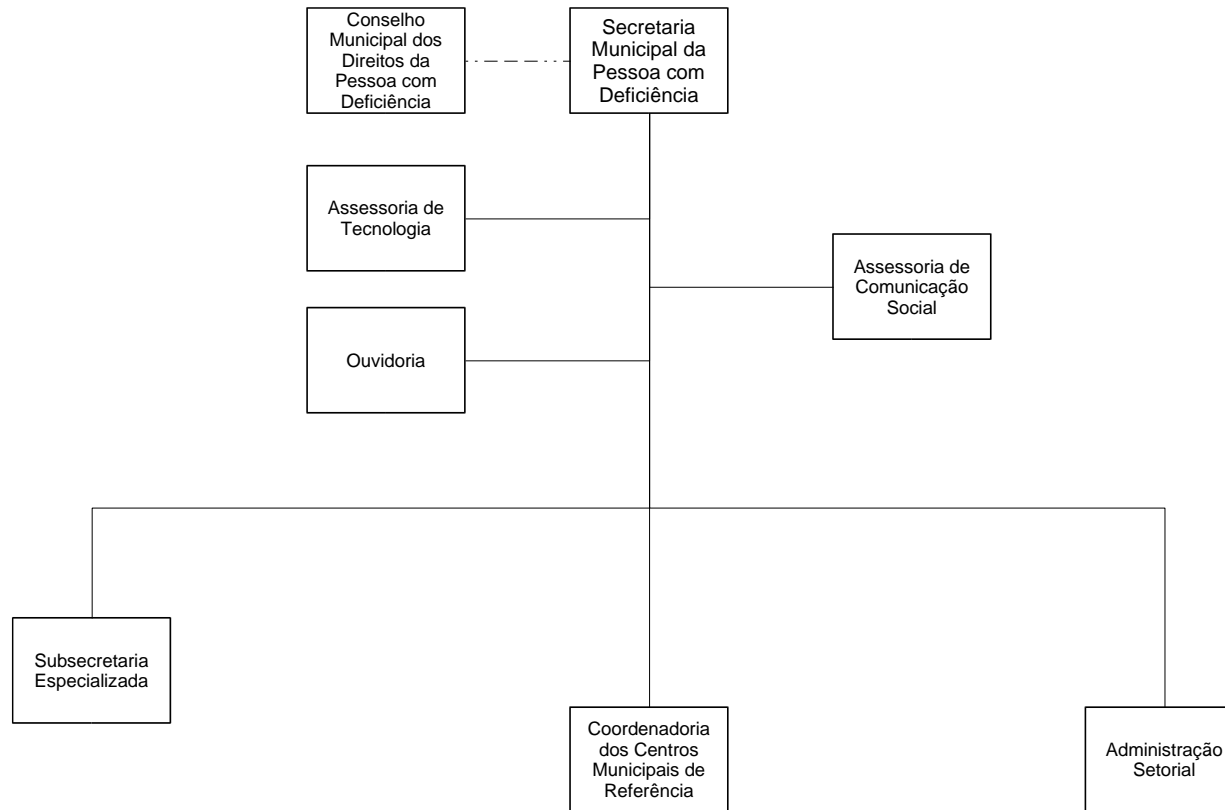 Conselho
Municipal dos
Direitos da
Pessoa com
Deficiência
Secretaria
Municipal da
Pessoa com
Deficiência
Assessoria de
Tecnologia
Assessoria de
Comunicação
Social
Ouvidoria
Subsecretaria
Especializada
Coordenadoria
dos Centros
Municipais de
Referência
Administração
Setorial